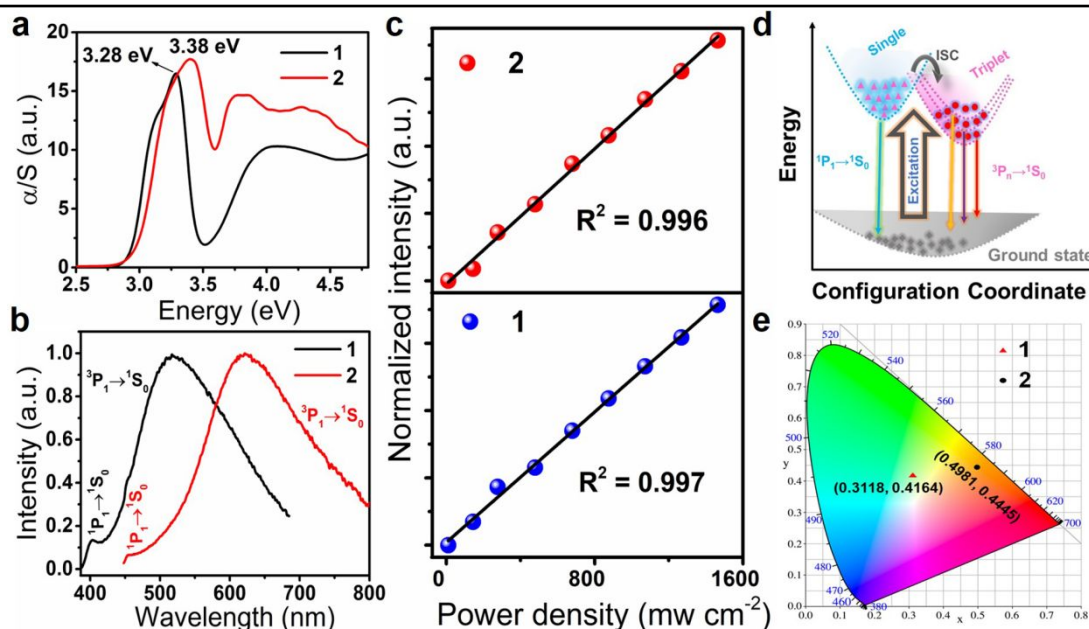 a
20
15
10
5
0
α/S (a.u.)
3.28 eV
3.38 eV
1
2
2.5 3.0 3.5 4.0 4.5
Energy (eV)
b
1.0
0.8
0.6
0.4
0.2
0.0
Intensity (a.u.)
1
2
³P₁→¹S₀
³P₁→¹S₀
¹P₁→¹S₀
¹P₁→¹S₀
400 500 600 700 800
Wavelength (nm)
c
Normalized intensity (a.u.)
2
R² = 0.996
1
R² = 0.997
0 800 1600
Power density (mw cm⁻²)
d
Energy
Single
ISC
Triplet
¹P₁→¹S₀
Excitation
³Pₙ→¹S₀
Ground state
Configuration Coordinate
e
0.9
0.8
0.7
0.6
0.5
0.4
0.3
0.2
0.1
0.0
y
1
2
520
540
560
580
600
620
700
500
490
480
470
460
380
(0.3118, 0.4164)
(0.4981, 0.4445)
0.0 0.1 0.2 0.3 0.4 0.5 0.6 0.7 0.8
x